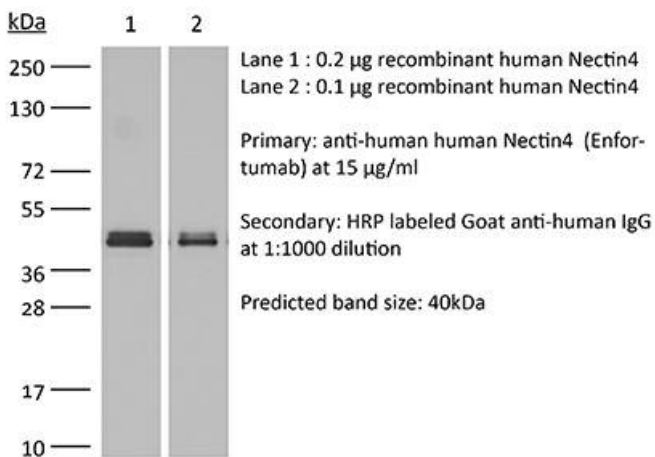 kDa
1 2
250
130
72
55
36
28
17
10
Lane 1 : 0.2 µg recombinant human Nectin4
Lane 2 : 0.1 µg recombinant human Nectin4
Primary: anti-human human Nectin4 (Enfor-
tumab) at 15 µg/ml
Secondary: HRP labeled Goat anti-human IgG
at 1:1000 dilution
Predicted band size: 40kDa